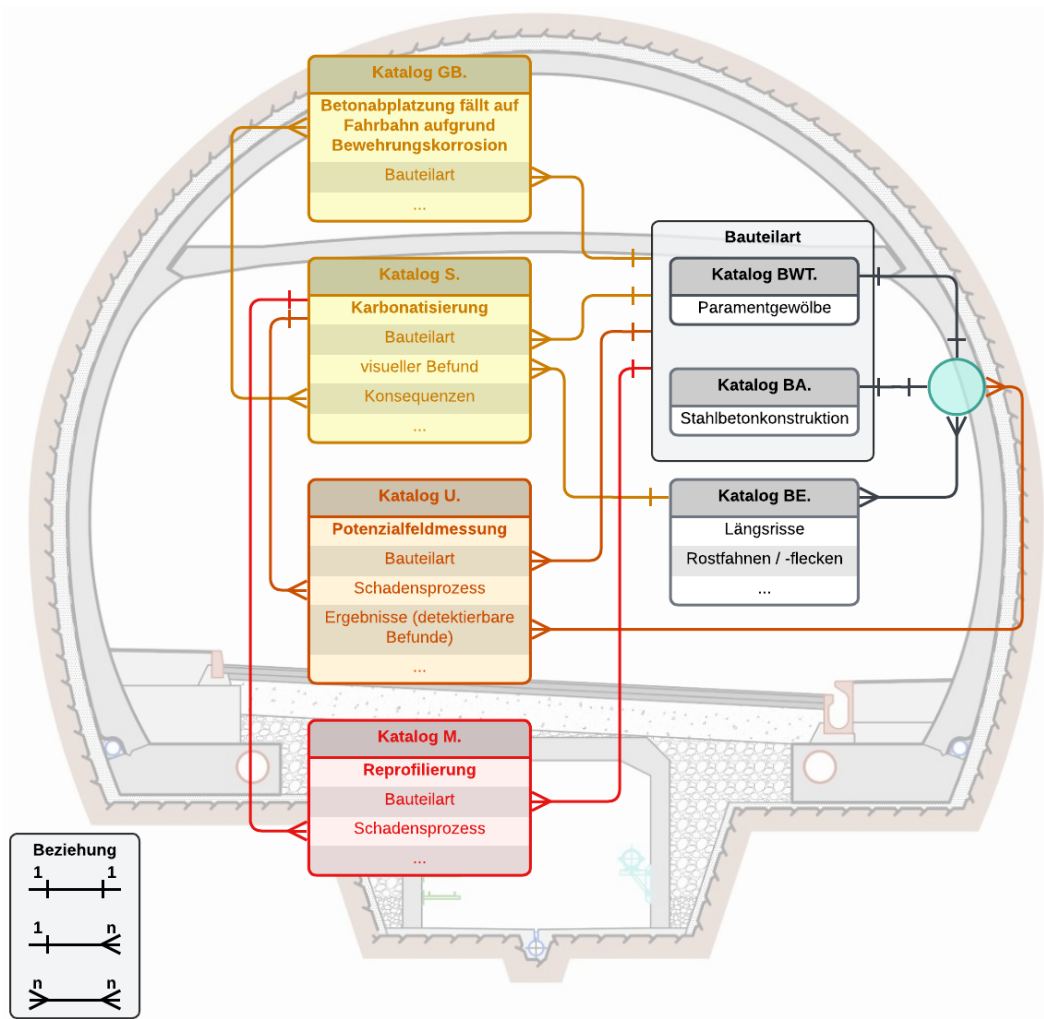 Katalog GB.
Betonabplatzung fällt auf
Fahrbahn aufgrund
Bewehrungskorrosion
Bauteilart
...
Katalog S.
Karbonatisierung
Bauteilart
visueller Befund
Konsequenzen
...
Katalog U.
Potenzialfeldmessung
Bauteilart
Schadensprozess
Ergebnisse (detektierbare
Befunde)
...
Katalog M.
Reprofilierung
Bauteilart
Schadensprozess
...
Bauteilart
Katalog BWT.
Paramentgewölbe
Katalog BA.
Stahlbetonkonstruktion
Katalog BE.
Längsrisse
Rostfahnen / -flecken
...
Beziehung
1 1
1 n
n n